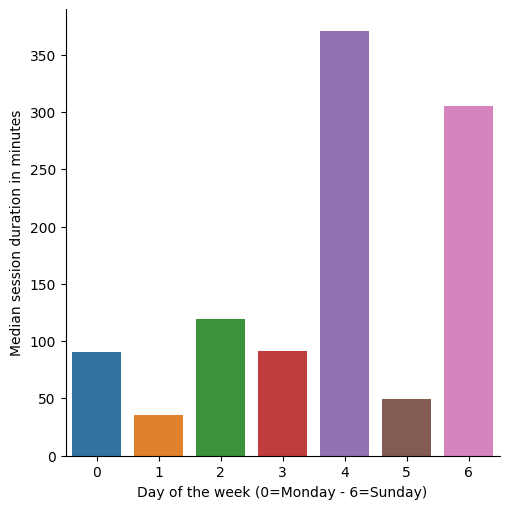 Median session duration in minutes
350
300
250
200
150
100
50
0
0 1 2 3 4 5 6
Day of the week (0=Monday - 6=Sunday)